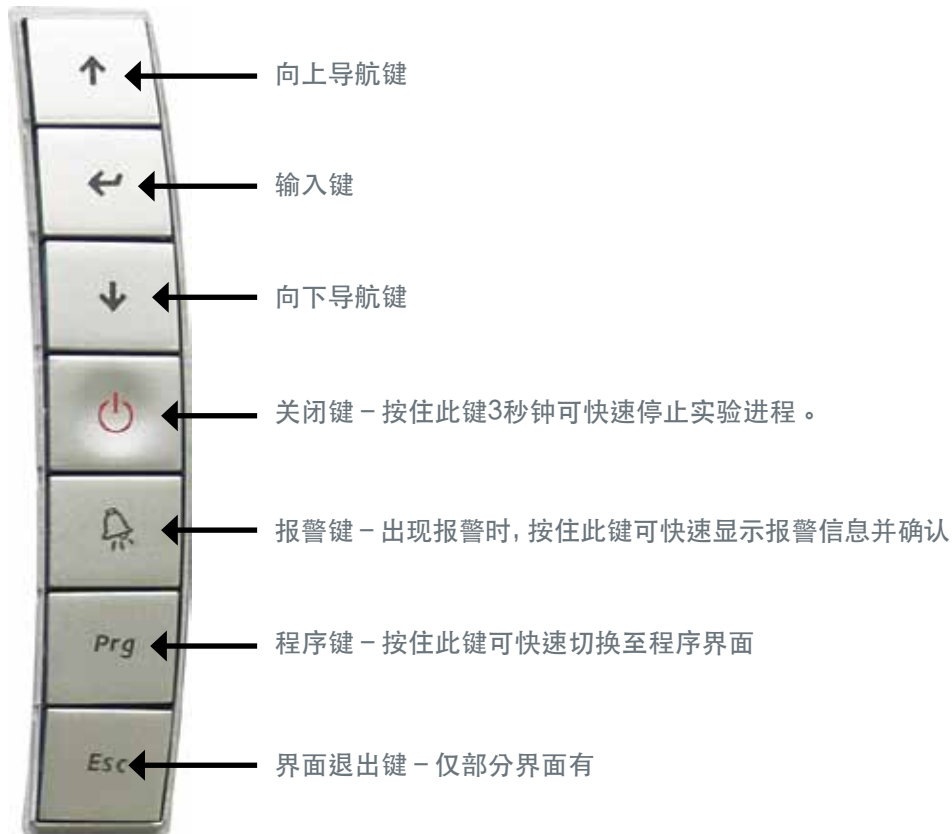 向上导航键
输入键
向下导航键
关闭键 – 按住此键3秒钟可快速停止实验进程。
报警键 – 出现报警时, 按住此键可快速显示报警信息并确认
Prg
程序键 – 按住此键可快速切换至程序界面
Esc
界面退出键 – 仅部分界面有